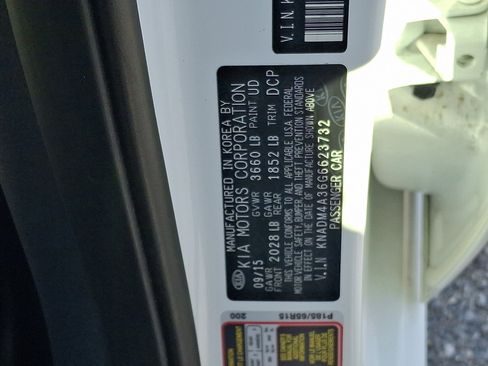 MANUFACTURED IN KOREA BY
KIA MOTORS CORPORATION
09/15 GVWR 3660 LB PAINT UD
GAWR FRONT 2028 LB GAWR REAR 1852 LB TRIM DCP
THIS VEHICLE CONFORMS TO ALL APPLICABLE U.S.A. FEDERAL
MOTOR VEHICLE SAFETY, BUMPER, AND THEFT PREVENTION STANDARDS
IN EFFECT ON THE DATE OF MANUFACTURE SHOWN ABOVE
V.I.N KNADM4A36G6623732
PASSENGER CAR
V.I.N K
KIA
200
P185/65R15